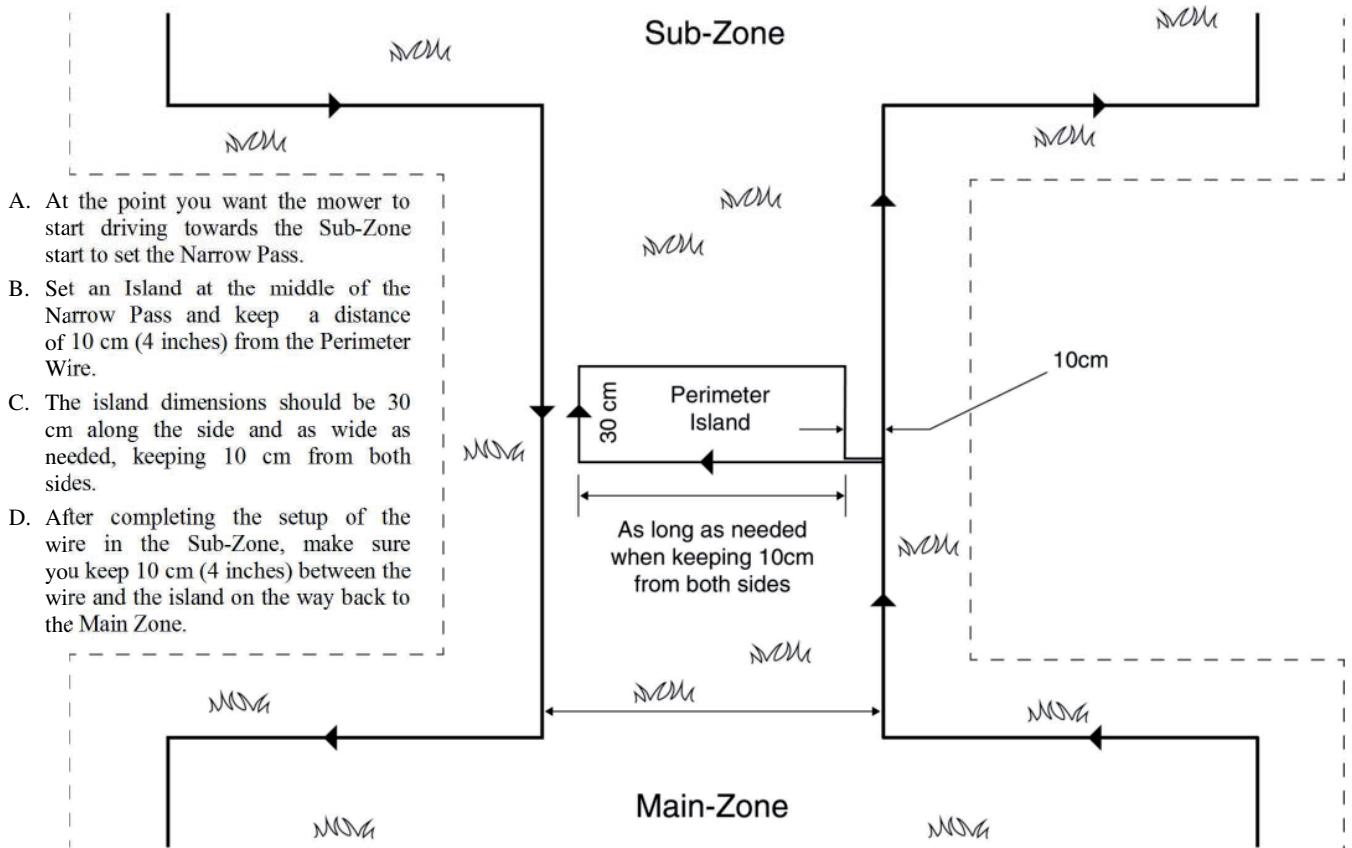 Sub-Zone
A. At the point you want the mower to
start driving towards the Sub-Zone
start to set the Narrow Pass.
B. Set an Island at the middle of the
Narrow Pass and keep a distance
of 10 cm (4 inches) from the Perimeter
Wire.
C. The island dimensions should be 30
cm along the side and as wide as
needed, keeping 10 cm from both
sides.
D. After completing the setup of the
wire in the Sub-Zone, make sure
you keep 10 cm (4 inches) between the
wire and the island on the way back to
the Main Zone.
10cm
30 cm
Perimeter
Island
As long as needed
when keeping 10cm
from both sides
Main-Zone